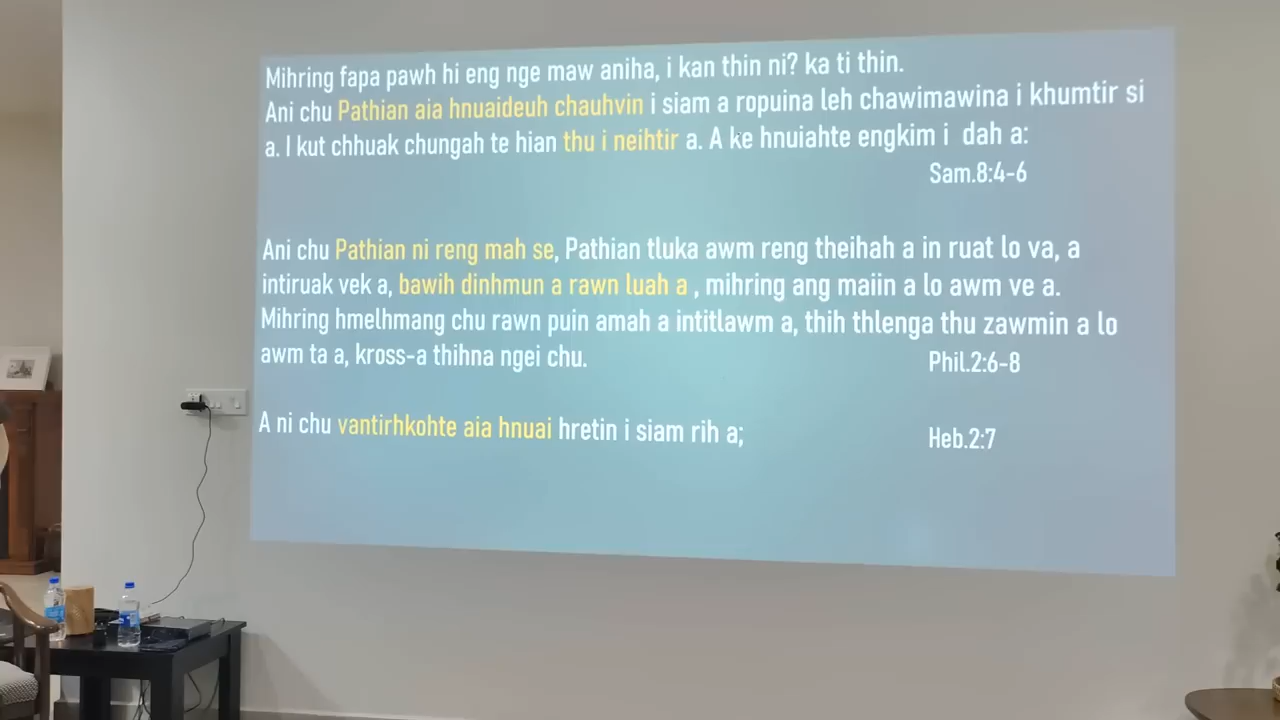 Mihring fapa pawh hi eng nge maw aniha, i kan thin ni? ka ti thin.
Ani chu Pathian aia hnuaideuh chauhvin i siam a ropuina leh chawimawina i khumtir si
a. I kut chhuak chungah te hian thu i neihtir a. A ke hnuiahte engkim i dah a:
Sam.8:4-6
Ani chu Pathian ni reng mah se, Pathian tluka awm reng theihah a in ruat lo va, a
intiruak vek a, bawih dinhmun a rawn luah a , mihring ang maiin a lo awm ve a.
Mihring hmelhmang chu rawn puin amah a intitlawm a, thih thlenga thu zawmin a lo
awm ta a, kross-a thihna ngei chu. Phil.2:6-8
A ni chu vantirhkohte aia hnuai hretin i siam rih a; Heb.2:7